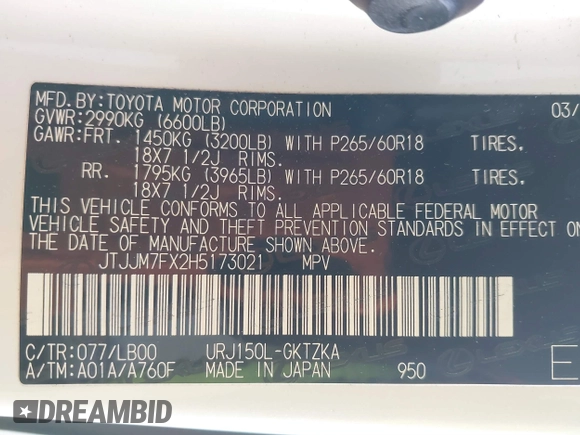 MFD.BY:TOYOTA MOTOR CORPORATION 03/
GVWR:2990KG (6600LB)
GAWR:FRT. 1450KG (3200LB) WITH P265/60R18 TIRES.
18X7 1/2J RIMS.
RR. 1795KG (3965LB) WITH P265/60R18 TIRES.
18X7 1/2J RIMS.
THIS VEHICLE CONFORMS TO ALL APPLICABLE FEDERAL MOTOR
VEHICLE SAFETY AND THEFT PREVENTION STANDARDS IN EFFECT ON
THE DATE OF MANUFACTURE SHOWN ABOVE.
JTJJM7FX2H5173021 MPV
C/TR:077/LB00 URJ150L-GKTZKA
A/TM:A01A/A760F MADE IN JAPAN 950 E
DREAMBID